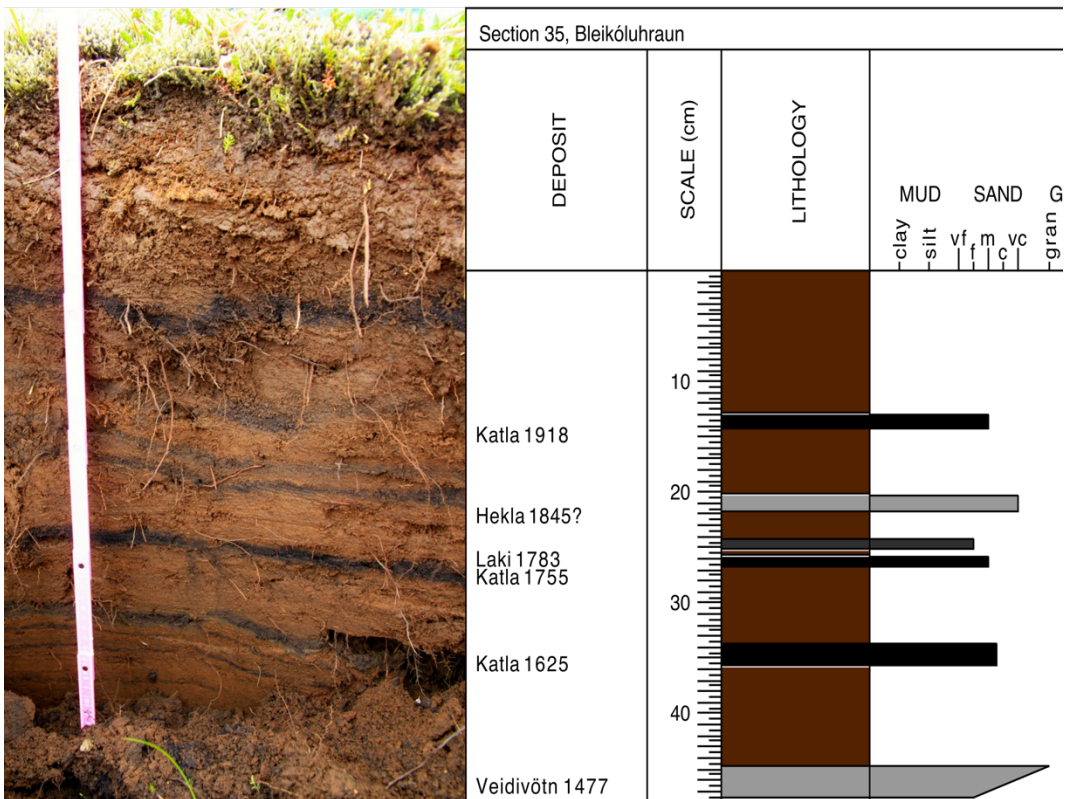 Section 35, Bleikóluhraun
DEPOSIT
SCALE (cm)
LITHOLOGY
MUD SAND G
clay silt vf f m c vc gran
10
Katla 1918
20
Hekla 1845?
Laki 1783
Katla 1755
30
Katla 1625
40
Veidivötn 1477